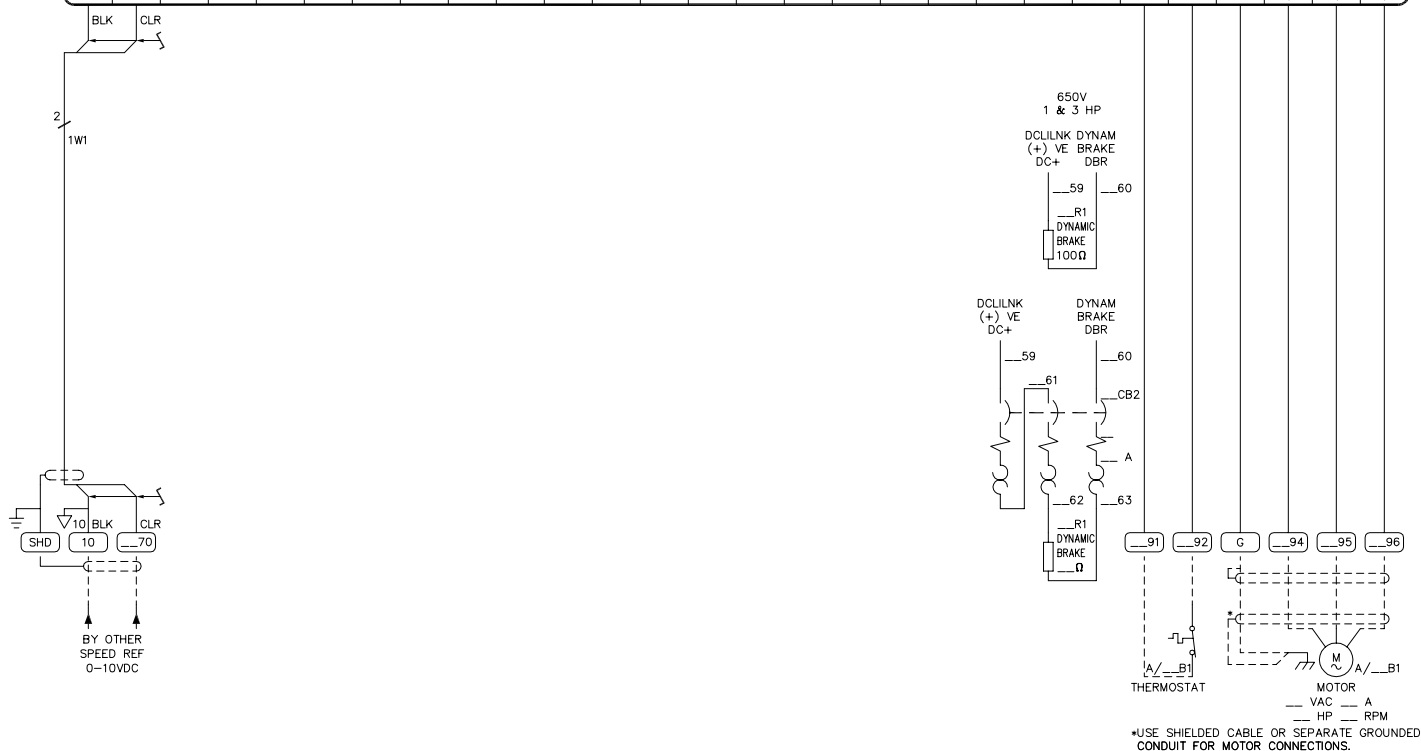 BLK CLR
2
1W1
650V
1 & 3 HP
DCLILNK DYNAM
(+) VE BRAKE
DC+ DBR
__59 __60
__R1
DYNAMIC
BRAKE
100Ω
DCLILNK DYNAM
(+) VE BRAKE
DC+ DBR
__59 __60
__61
__CB2
__ A
__62 __63
__R1
DYNAMIC
BRAKE
__Ω
10 BLK CLR
SHD 10 __70
__91 __92 G __94 __95 __96
BY OTHER
SPEED REF
0-10VDC
*
M
~
A/__B1
THERMOSTAT
A/__B1
MOTOR
__ VAC __ A
__ HP __ RPM
*USE SHIELDED CABLE OR SEPARATE GROUNDED
CONDUIT FOR MOTOR CONNECTIONS.